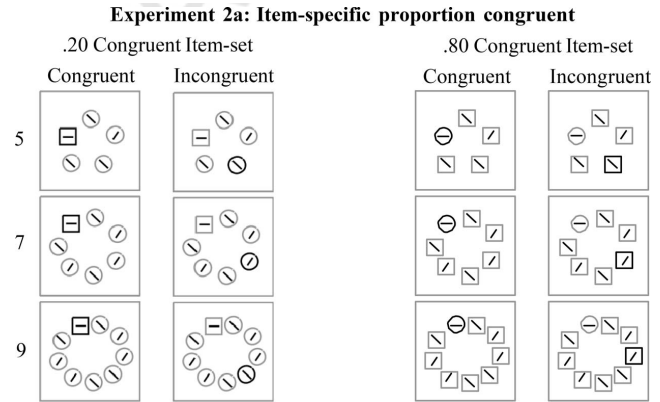 Experiment 2a: Item-specific proportion congruent
.20 Congruent Item-set .80 Congruent Item-set
Congruent Incongruent Congruent Incongruent
5
7
9